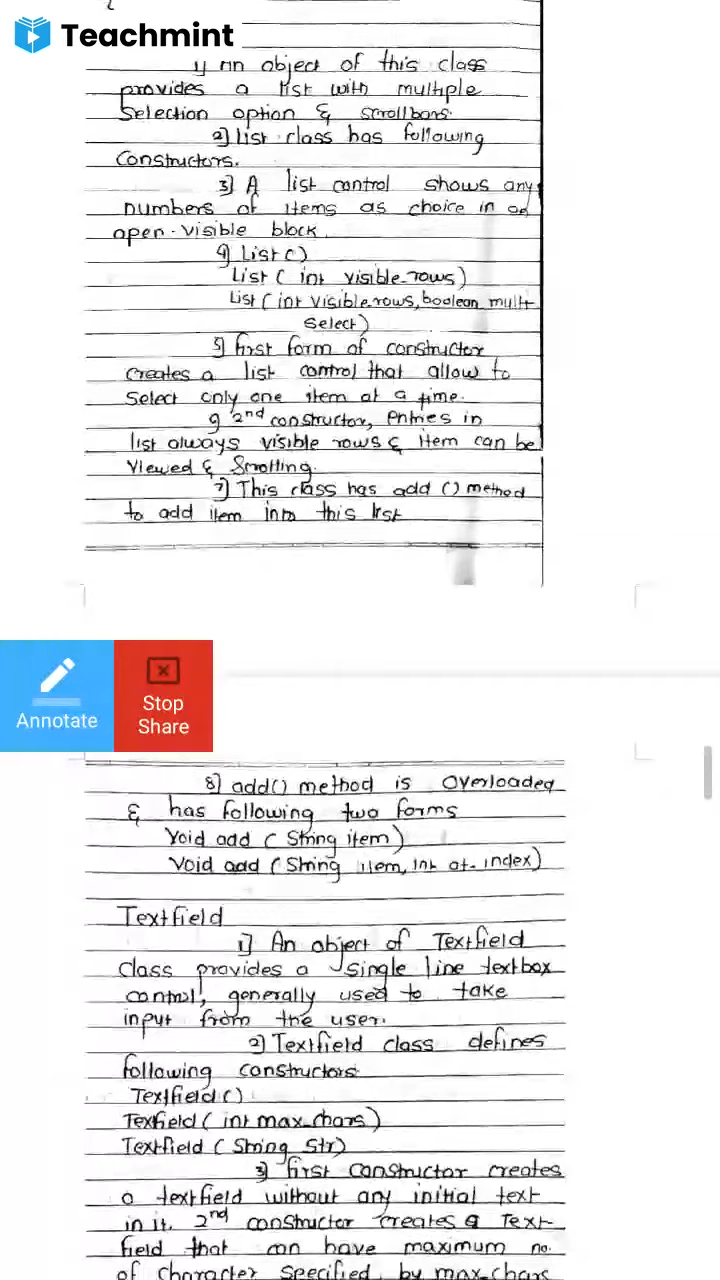 Teachmint
1) An object of this class
provides a list with multiple
Selection option & scrollbars.
2) list class has following
Constructors.
3] A list control shows any
numbers of items as choice in an
open-visible block.
4) List()
List( int visible-rows)
List (int visible.rows, boolean multi-
select)
5] first form of constructor
creates a list control that allow to
Select only one item at a time.
2nd constructor, entries in
list always visible rows & item can be
viewed & Scrolling.
7) This class has add () method
to add item into this list
Annotate
Stop
Share
8] add() method is overloaded
& has following two forms
Void add ( String item)
Void add (String item, int at-index)
Textfield
1] An object of Textfield
class provides a single line textbox
control, generally used to take
input from the user.
2) Textfield class defines
following constructors
Textfield()
Texfield( int max-chars)
Textfield ( String Str)
3) first constructor creates
a textfield without any initial text
in it. 2nd constructor creates a Text-
field that can have maximum no.
of character specified by max-chars